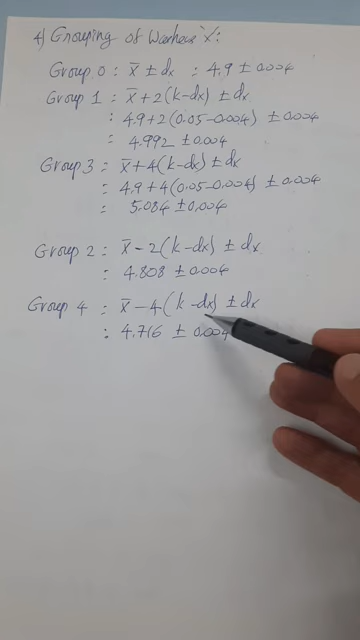 4) Grouping of Washers 'X':
Group 0 : x̄ ± dx : 4.9 ± 0.004
Group 1 : x̄ + 2(k-dx) ± dx
: 4.9 + 2(0.05-0.004) ± 0.004
: 4.992 ± 0.004
Group 3 : x̄ + 4(k-dx) ± dx
: 4.9 + 4(0.05-0.004) ± 0.004
: 5.084 ± 0.004
Group 2 : x̄ - 2(k-dx) ± dx
: 4.808 ± 0.004
Group 4 : x̄ - 4(k-dx) ± dx
: 4.716 ± 0.004